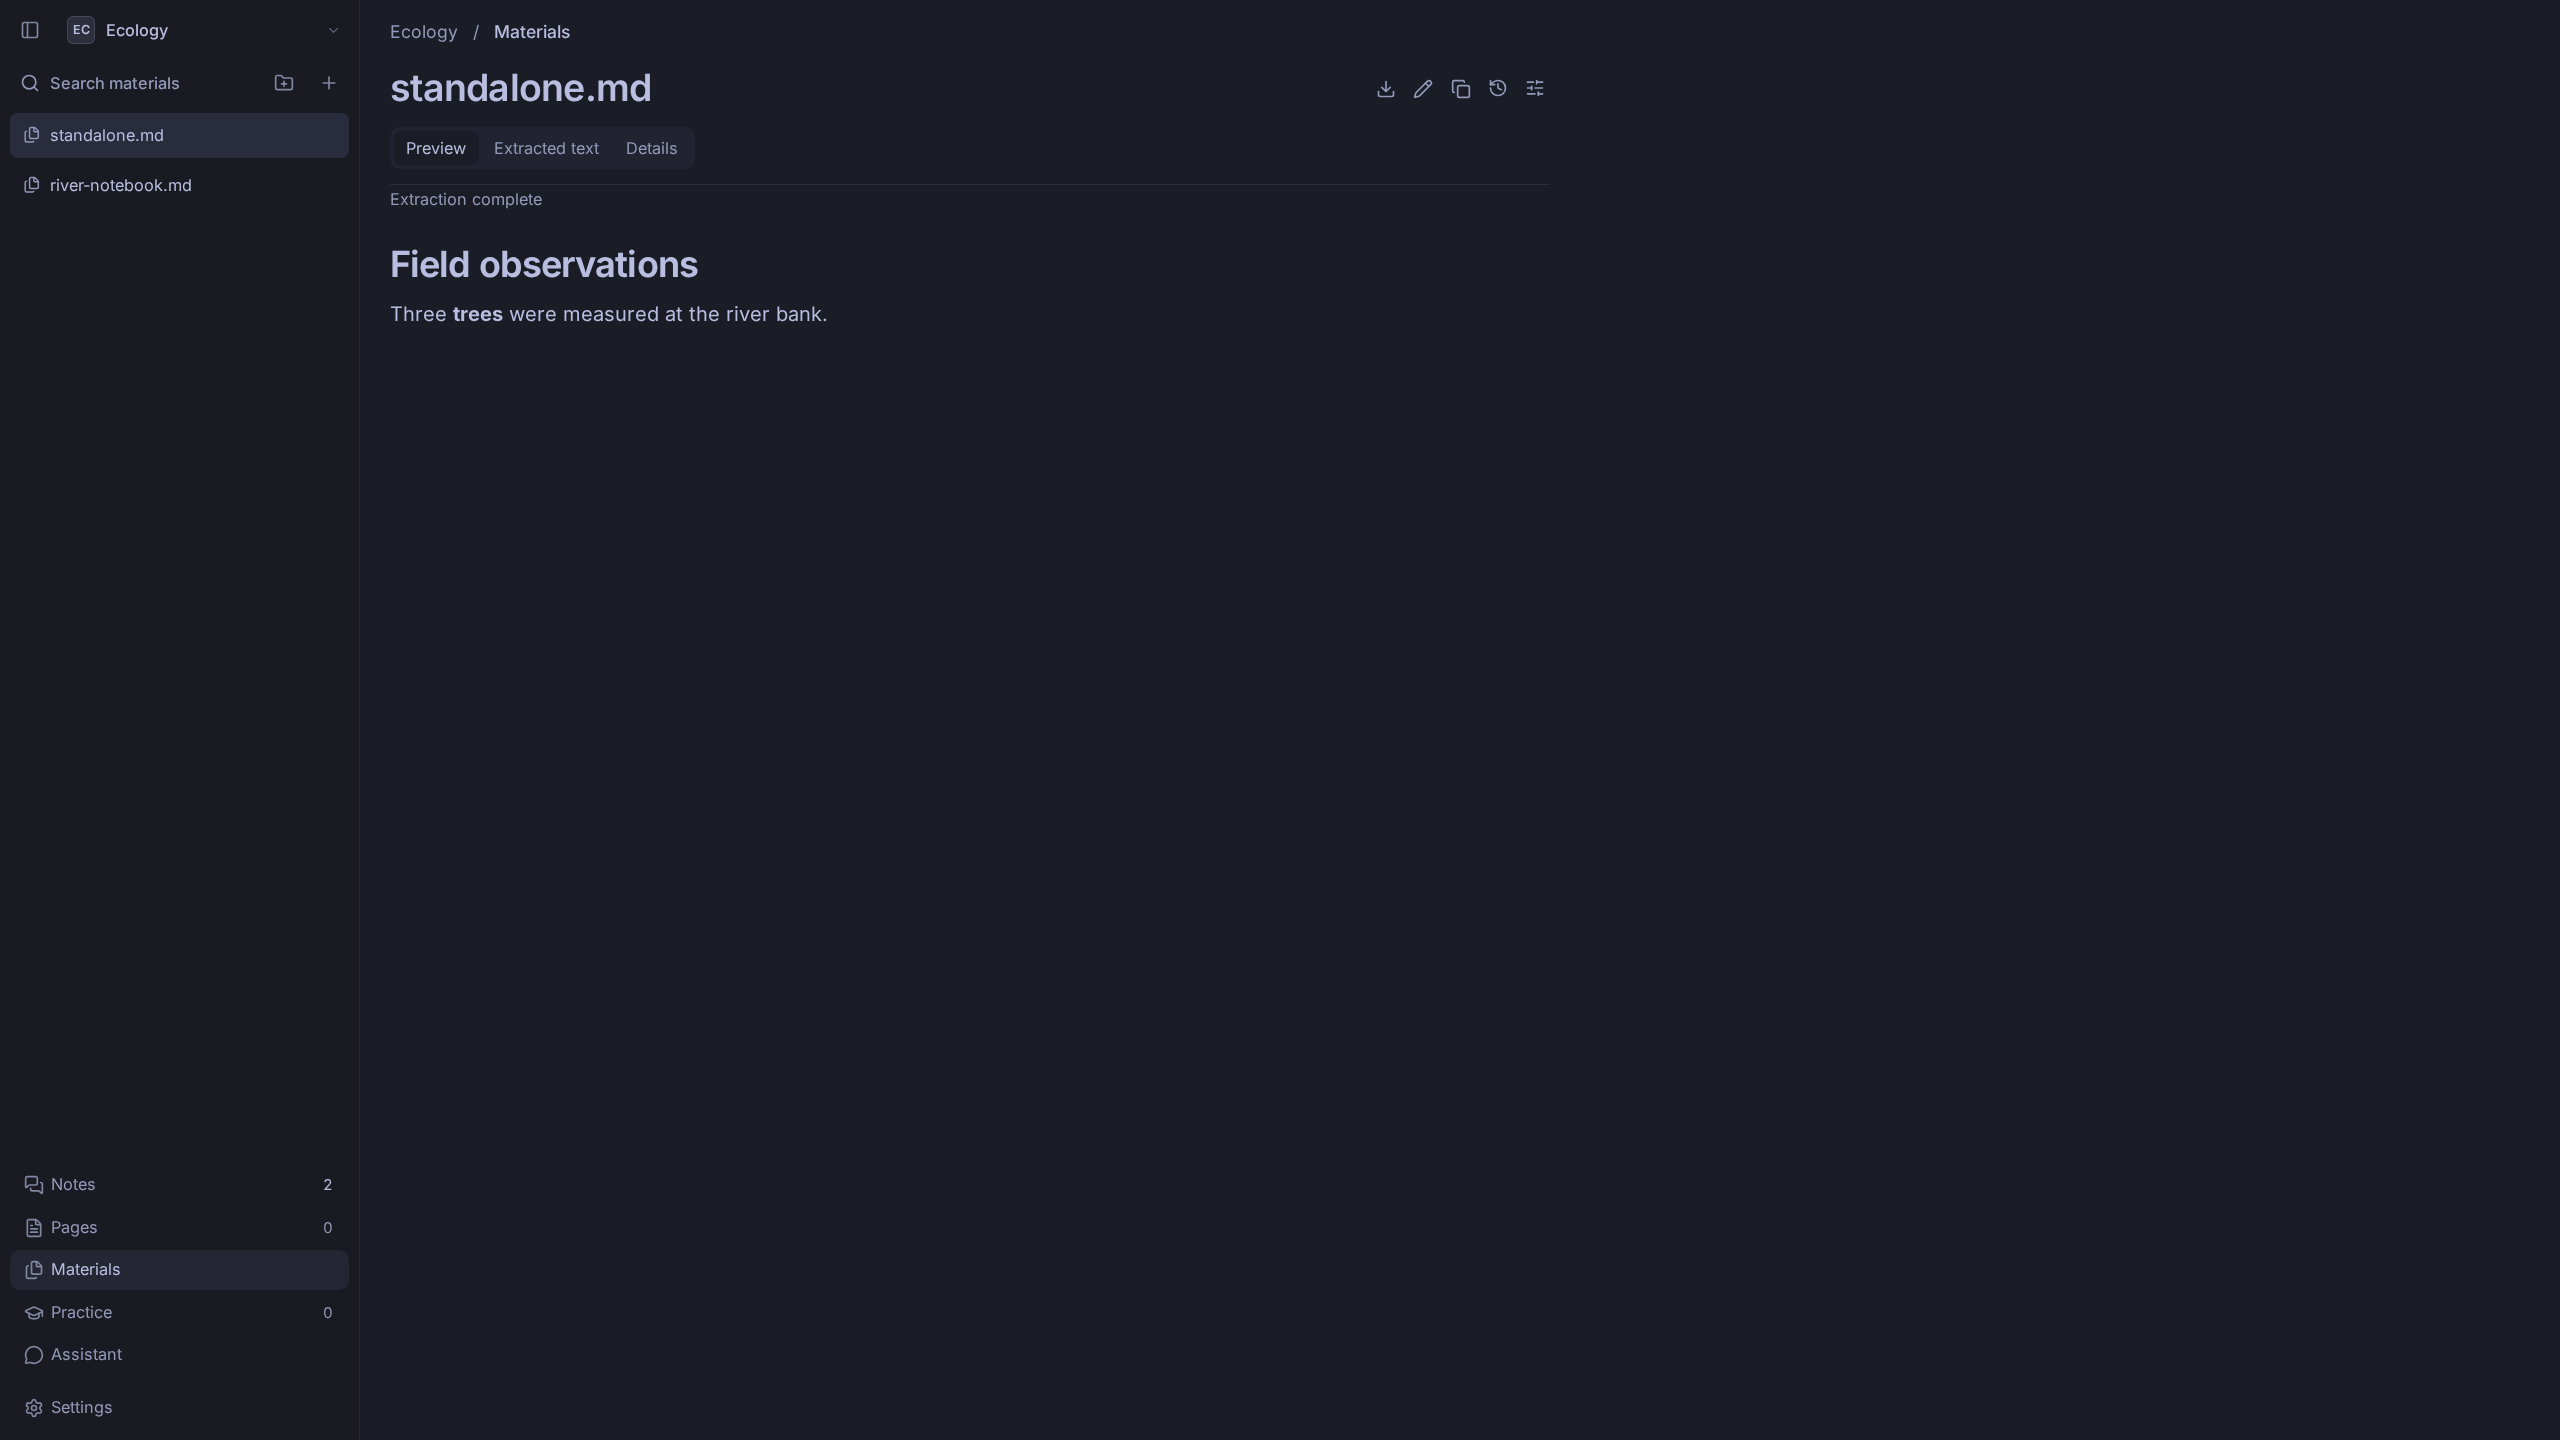 EC Ecology
Search materials
standalone.md
river-notebook.md
Notes 2
Pages 0
Materials
Practice 0
Assistant
Settings
Ecology / Materials
standalone.md
Preview Extracted text Details
Extraction complete
Field observations
Three trees were measured at the river bank.